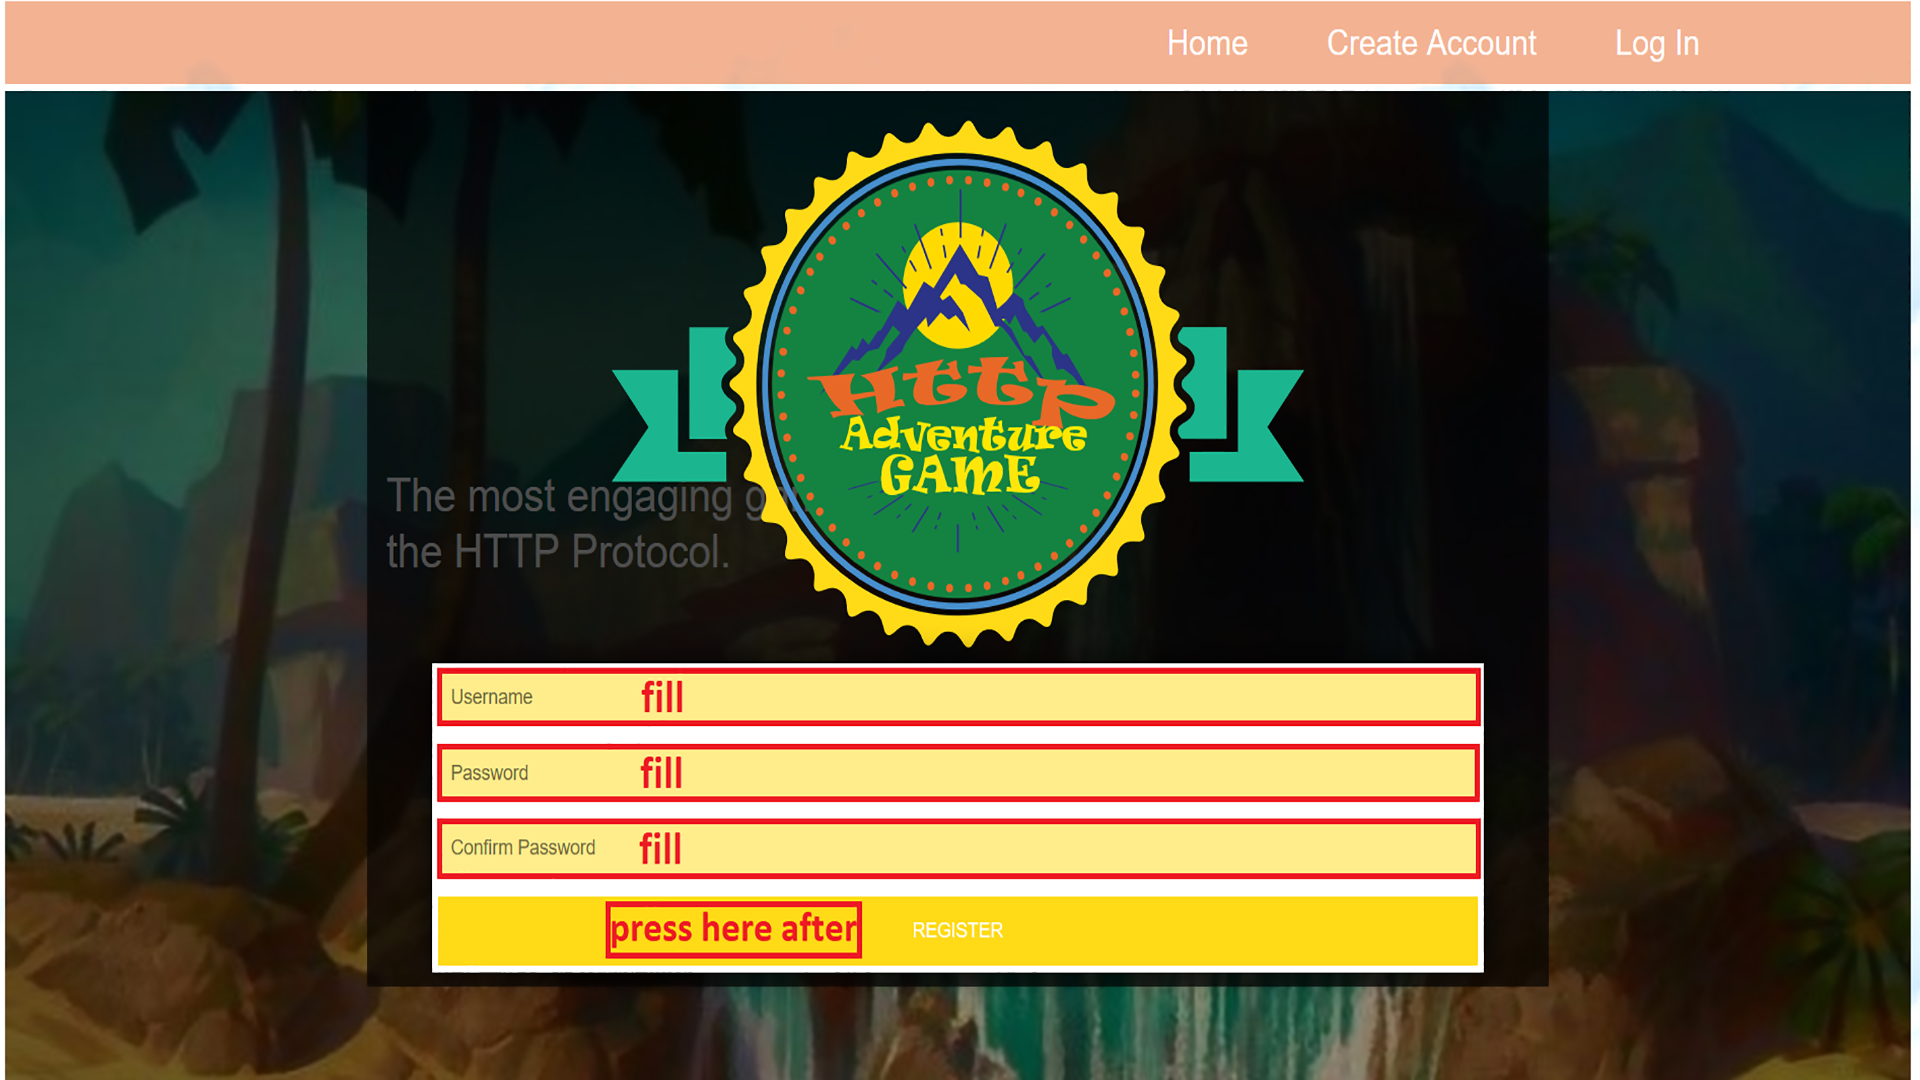 Home Create Account Log In
Http
Adventure
GAME
The most engaging
the HTTP Protocol.
Username fill
Password fill
Confirm Password fill
press here after REGISTER